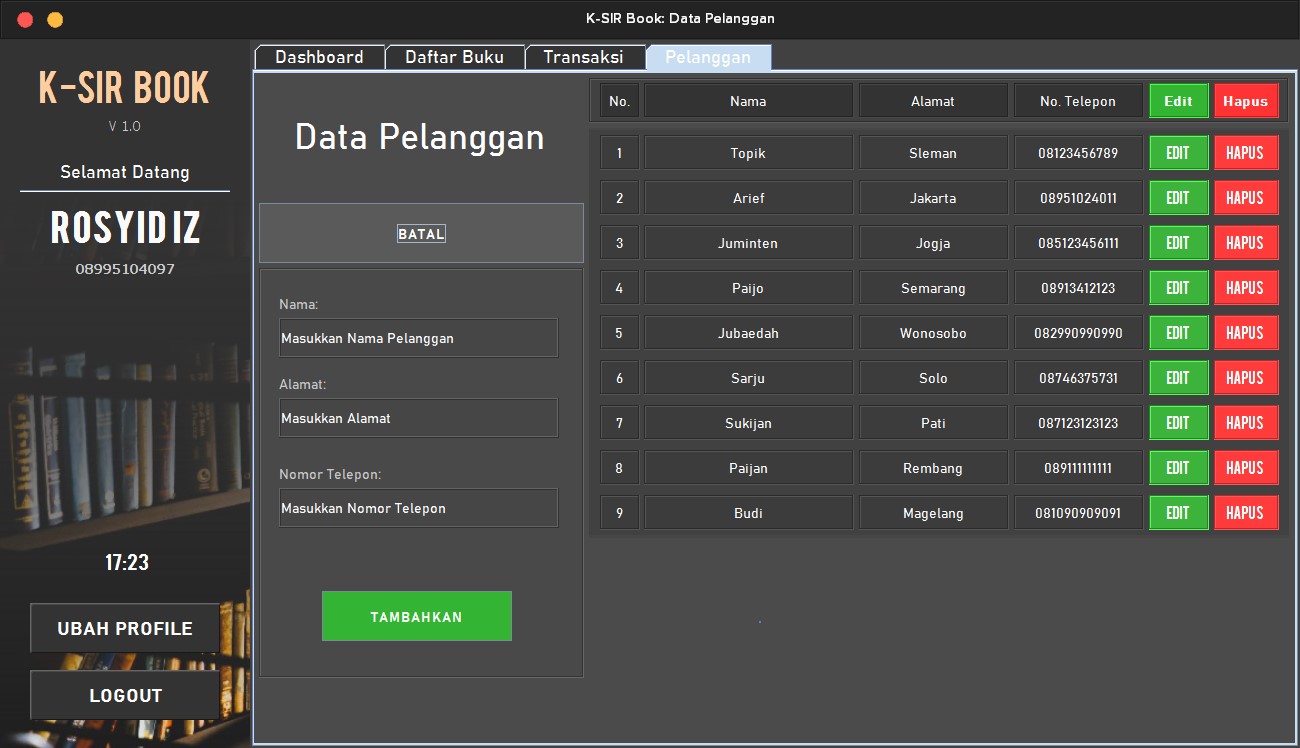 K-SIR Book: Data Pelanggan
K-SIR BOOK
V 1.0
Selamat Datang
ROSYIDIZ
08995104097
17:23
UBAH PROFILE
LOGOUT
Dashboard Daftar Buku Transaksi Pelanggan
Data Pelanggan
BATAL
Nama:
Masukkan Nama Pelanggan
Alamat:
Masukkan Alamat
Nomor Telepon:
Masukkan Nomor Telepon
TAMBAHKAN
No. Nama Alamat No. Telepon Edit Hapus
1 Topik Sleman 08123456789 EDIT HAPUS
2 Arief Jakarta 08951024011 EDIT HAPUS
3 Juminten Jogja 085123456111 EDIT HAPUS
4 Paijo Semarang 08913412123 EDIT HAPUS
5 Jubaedah Wonosobo 082990990990 EDIT HAPUS
6 Sarju Solo 08746375731 EDIT HAPUS
7 Sukijan Pati 087123123123 EDIT HAPUS
8 Paijan Rembang 089111111111 EDIT HAPUS
9 Budi Magelang 081090909091 EDIT HAPUS